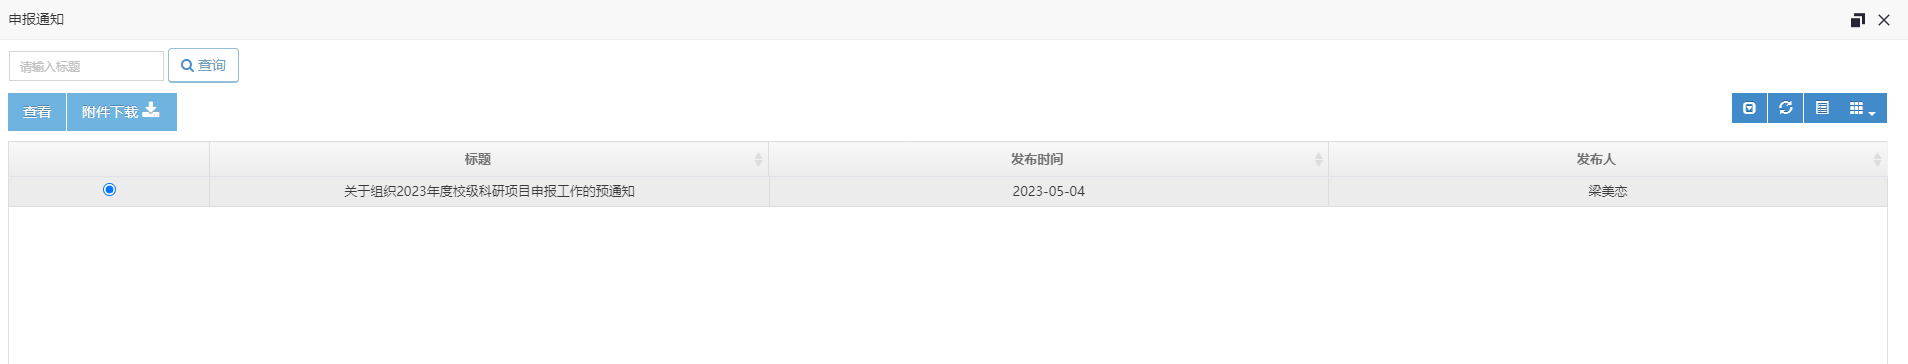 申报通知
请输入标题 查询
查看 附件下载
标题 发布时间 发布人
关于组织2023年度校级科研项目申报工作的预通知 2023-05-04 梁美恋